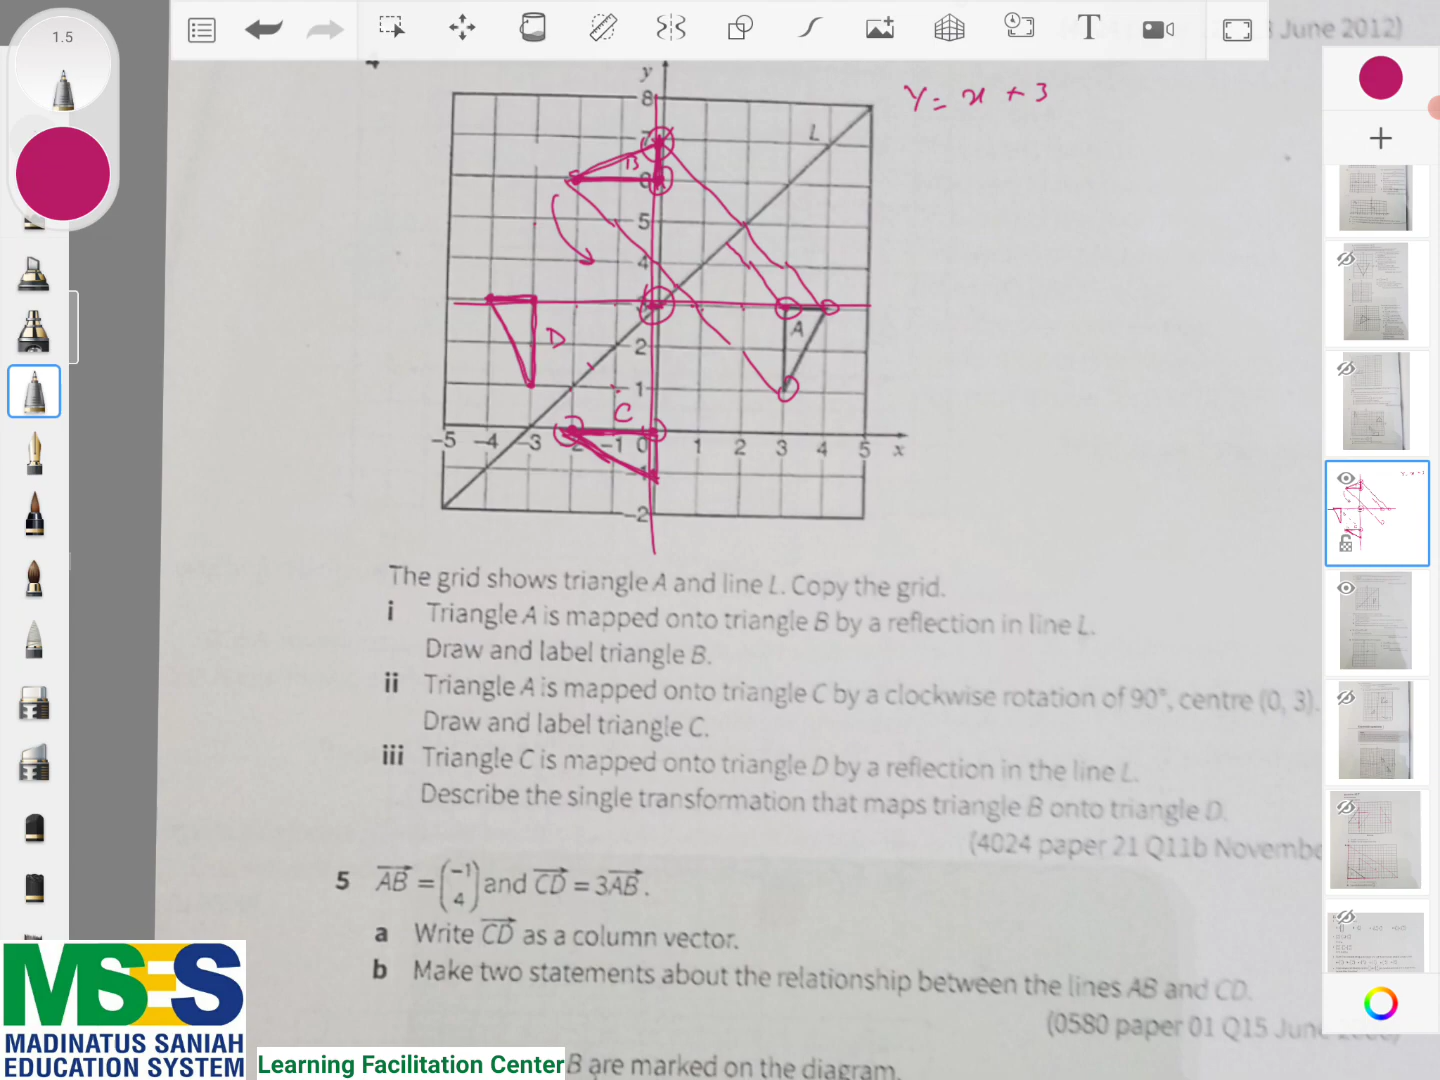 1.5
T
June 2012)
4
y
8
Y = x + 3
L
7
B
6
5
4
D
A
2
1
C
-5 -4 -3 -2 -1 0 1 2 3 4 5 x
-1
-2
The grid shows triangle A and line L. Copy the grid.
i Triangle A is mapped onto triangle B by a reflection in line L.
Draw and label triangle B.
ii Triangle A is mapped onto triangle C by a clockwise rotation of 90°, centre (0, 3).
Draw and label triangle C.
iii Triangle C is mapped onto triangle D by a reflection in the line L.
Describe the single transformation that maps triangle B onto triangle D.
(4024 paper 21 Q11b Novembe
5 AB = (-1 4) and CD = 3AB.
a Write CD as a column vector.
b Make two statements about the relationship between the lines AB and CD.
(0580 paper 01 Q15 June
MSES
MADINATUS SANIAH
EDUCATION SYSTEM
Learning Facilitation Center
B are marked on the diagram.